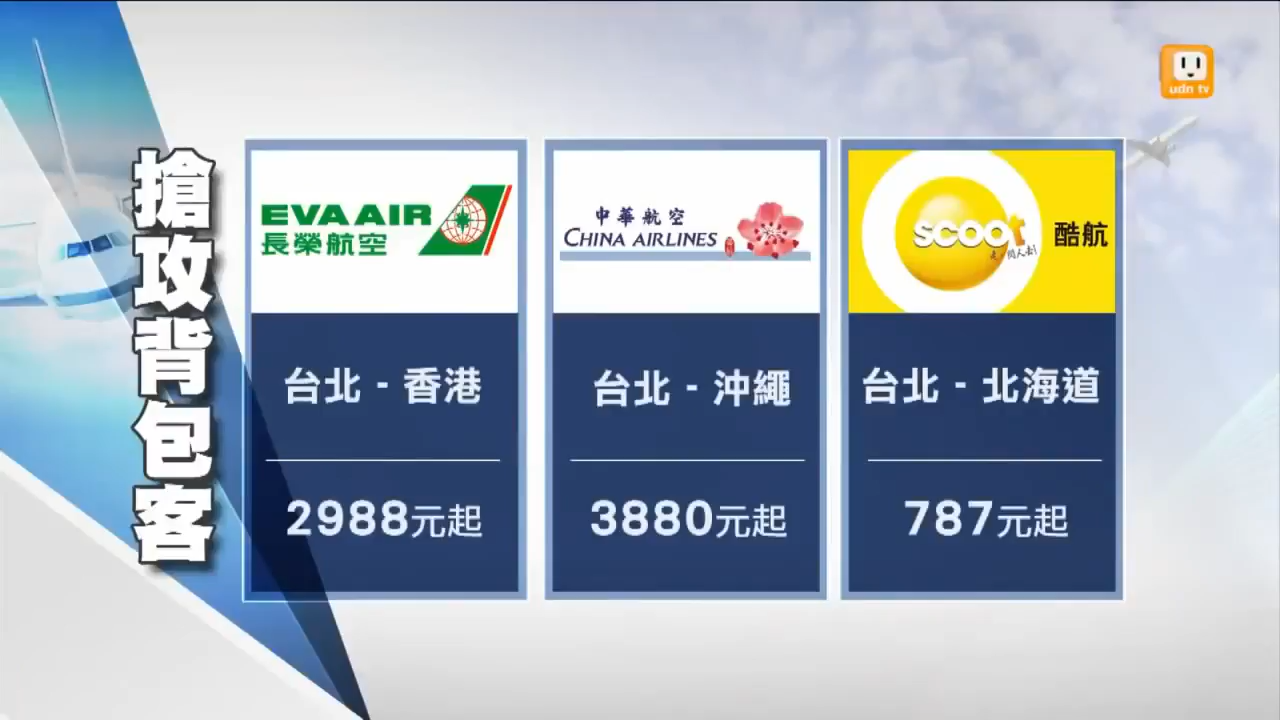 udn tv
搶攻背包客
EVA AIR
長榮航空
台北 - 香港
2988元起
中華航空
CHINA AIRLINES
台北 - 沖繩
3880元起
scoot
酷航
台北 - 北海道
787元起